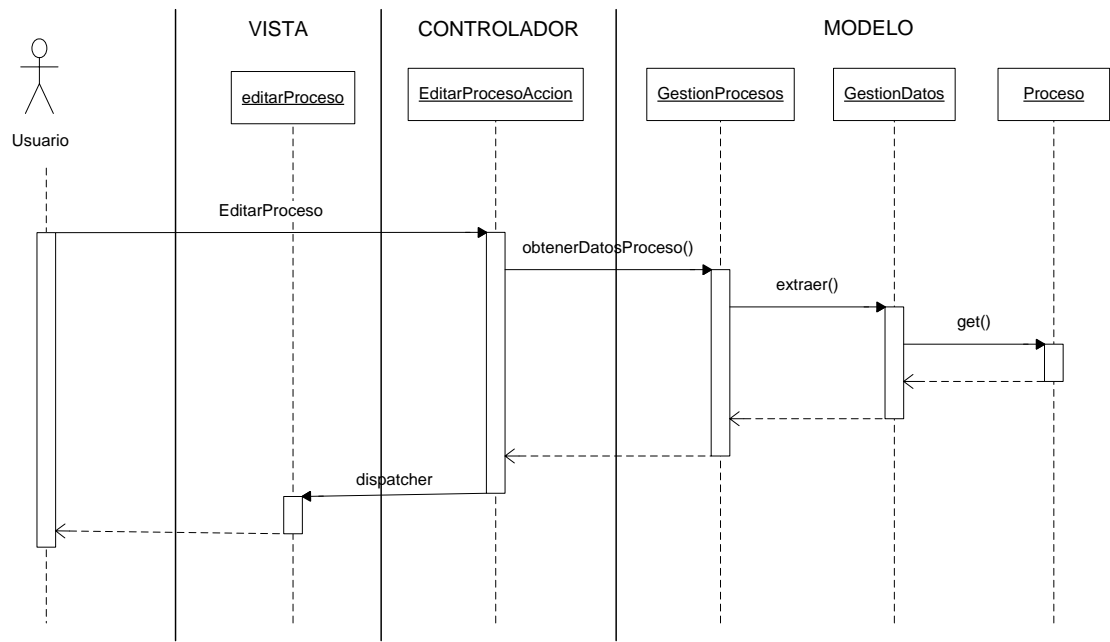 VISTA
CONTROLADOR
MODELO
editarProceso
EditarProcesoAccion
GestionProcesos
GestionDatos
Proceso
Usuario
EditarProceso
obtenerDatosProceso()
extraer()
get()
dispatcher